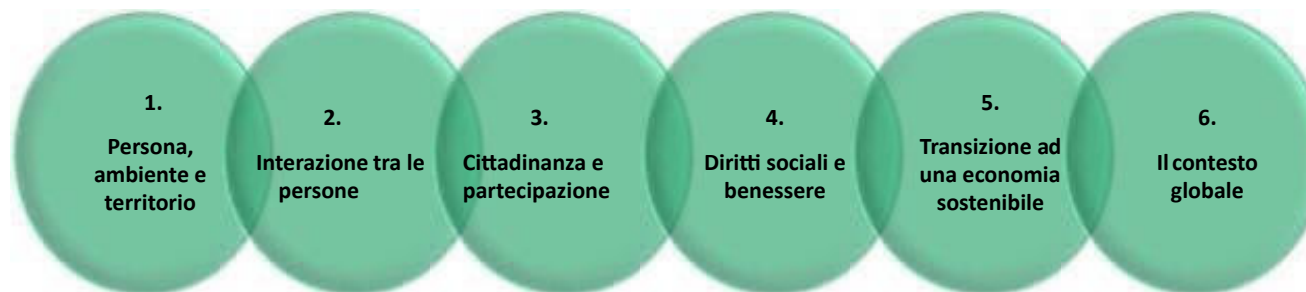 1.
Persona,
ambiente e
territorio
2.
Interazione tra le
persone
3.
Cittadinanza e
partecipazione
4.
Diritti sociali e
benessere
5.
Transizione ad
una economia
sostenibile
6.
Il contesto
globale